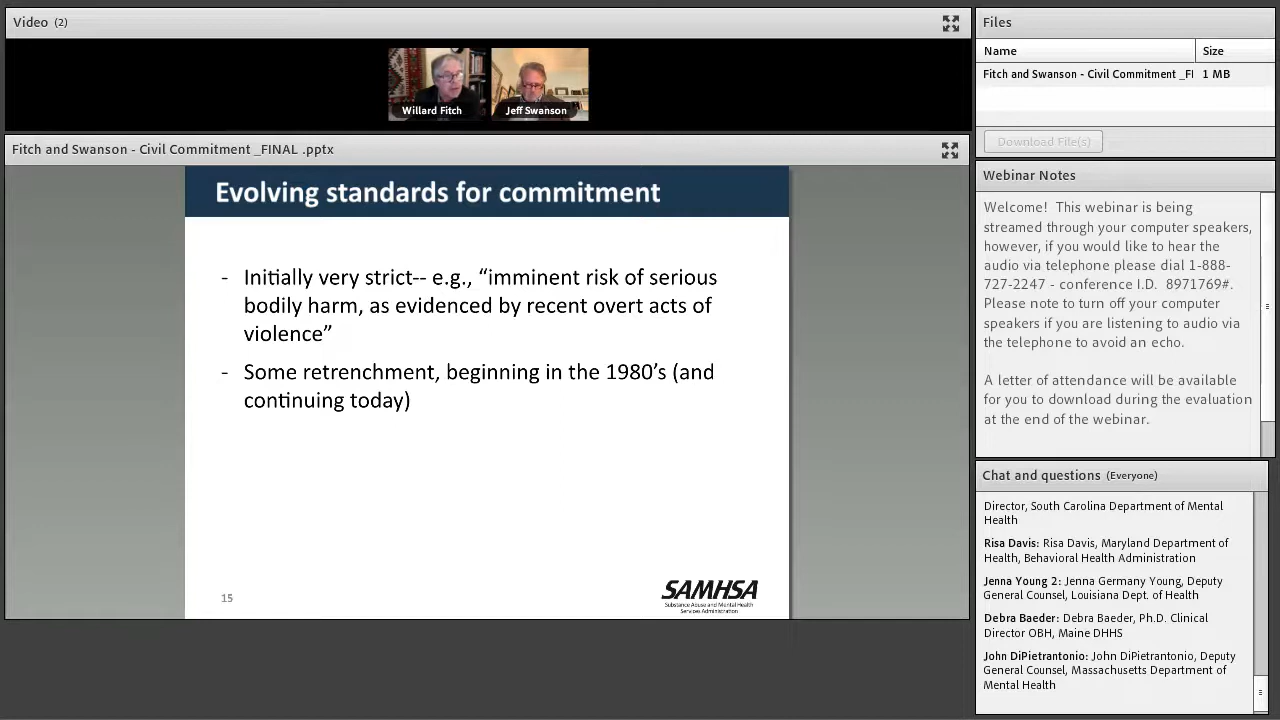 Video (2)
Willard Fitch
Jeff Swanson
Fitch and Swanson - Civil Commitment _FINAL .pptx
Evolving standards for commitment
- Initially very strict-- e.g., “imminent risk of serious
bodily harm, as evidenced by recent overt acts of
violence”
- Some retrenchment, beginning in the 1980’s (and
continuing today)
15
SAMHSA
Substance Abuse and Mental Health
Services Administration
Files
Name Size
Fitch and Swanson - Civil Commitment _FI 1 MB
Download File(s)
Webinar Notes
Welcome! This webinar is being
streamed through your computer speakers,
however, if you would like to hear the
audio via telephone please dial 1-888-
727-2247 - conference I.D. 8971769#.
Please note to turn off your computer
speakers if you are listening to audio via
the telephone to avoid an echo.
A letter of attendance will be available
for you to download during the evaluation
at the end of the webinar.
Chat and questions (Everyone)
Director, South Carolina Department of Mental
Health
Risa Davis: Risa Davis, Maryland Department of
Health, Behavioral Health Administration
Jenna Young 2: Jenna Germany Young, Deputy
General Counsel, Louisiana Dept. of Health
Debra Baeder: Debra Baeder, Ph.D. Clinical
Director OBH, Maine DHHS
John DiPietrantonio: John DiPietrantonio, Deputy
General Counsel, Massachusetts Department of
Mental Health